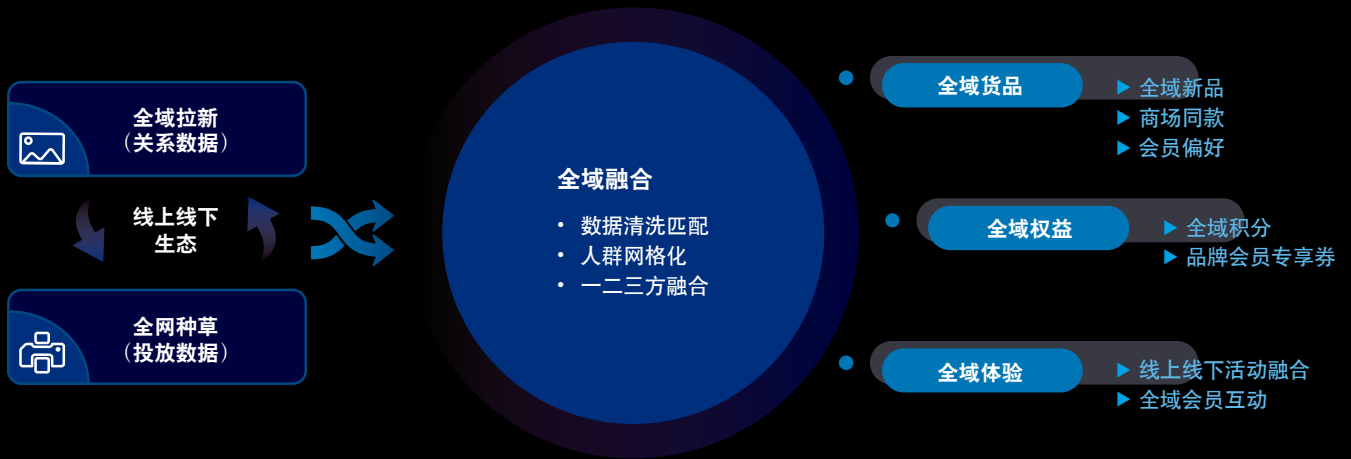 全域拉新
（关系数据）
线上线下
生态
全网种草
（投放数据）
全域融合
• 数据清洗匹配
• 人群网格化
• 一二三方融合
全域货品
▶ 全域新品
▶ 商场同款
▶ 会员偏好
全域权益
▶ 全域积分
▶ 品牌会员专享券
全域体验
▶ 线上线下活动融合
▶ 全域会员互动